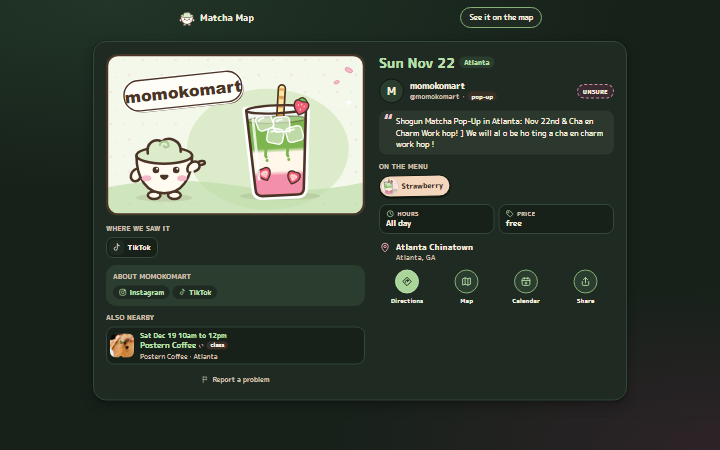 Matcha Map
See it on the map
momokomart
WHERE WE SAW IT
TikTok
ABOUT MOMOKOMART
Instagram
TikTok
ALSO NEARBY
Sat Dec 19 10am to 12pm
Postern Coffee
class
Postern Coffee · Atlanta
Sun Nov 22
Atlanta
M
momokomart
@momokomart ·
pop-up
UNSURE
Shogun Matcha Pop-Up in Atlanta: Nov 22nd & Cha en
Charm Work hop! ] We will al o be ho ting a cha en charm
work hop !
ON THE MENU
Strawberry
HOURS
All day
PRICE
free
Atlanta Chinatown
Atlanta, GA
Directions
Map
Calendar
Share
Report a problem